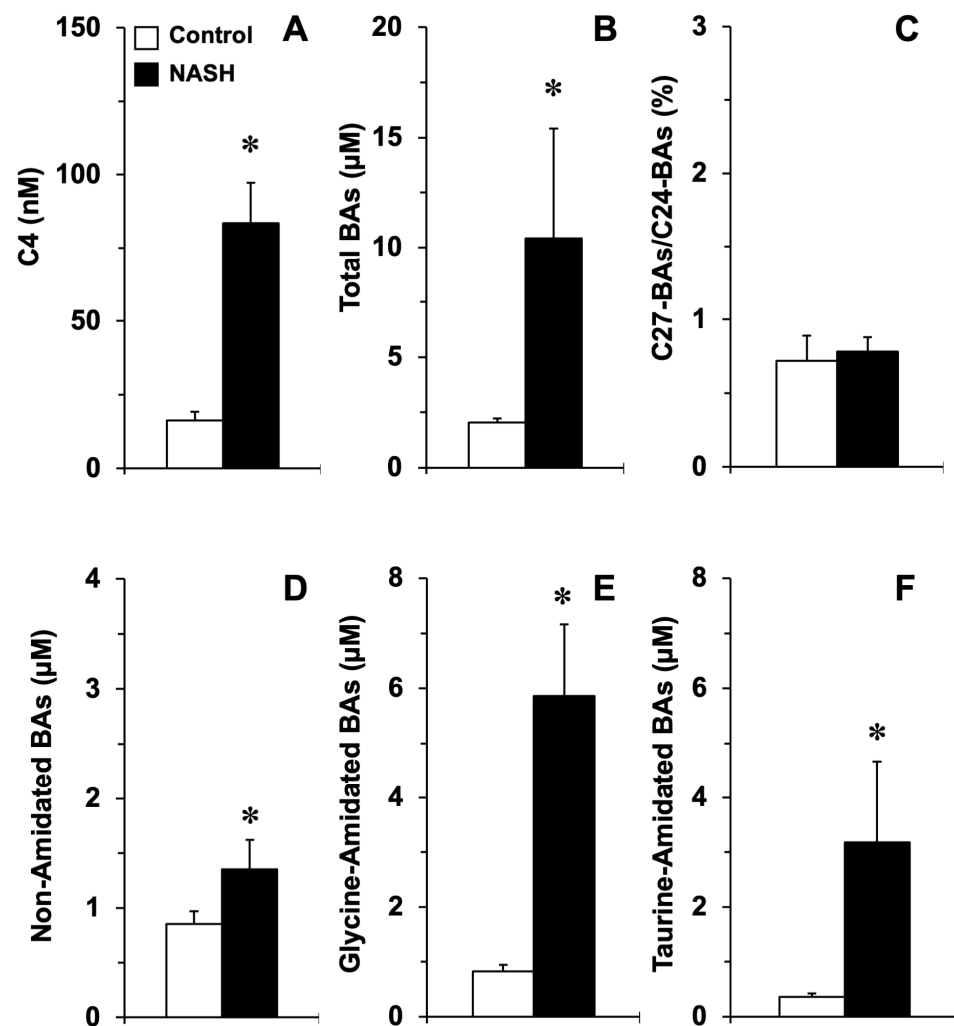 A
C4 (nM)
150
100
50
0
Control
NASH
*
B
Total BAs (µM)
20
15
10
5
0
*
C
C27-BAs/C24-BAs (%)
3
2
1
0
D
Non-Amidated BAs (µM)
4
3
2
1
0
*
E
Glycine-Amidated BAs (µM)
8
6
4
2
0
*
F
Taurine-Amidated BAs (µM)
8
6
4
2
0
*